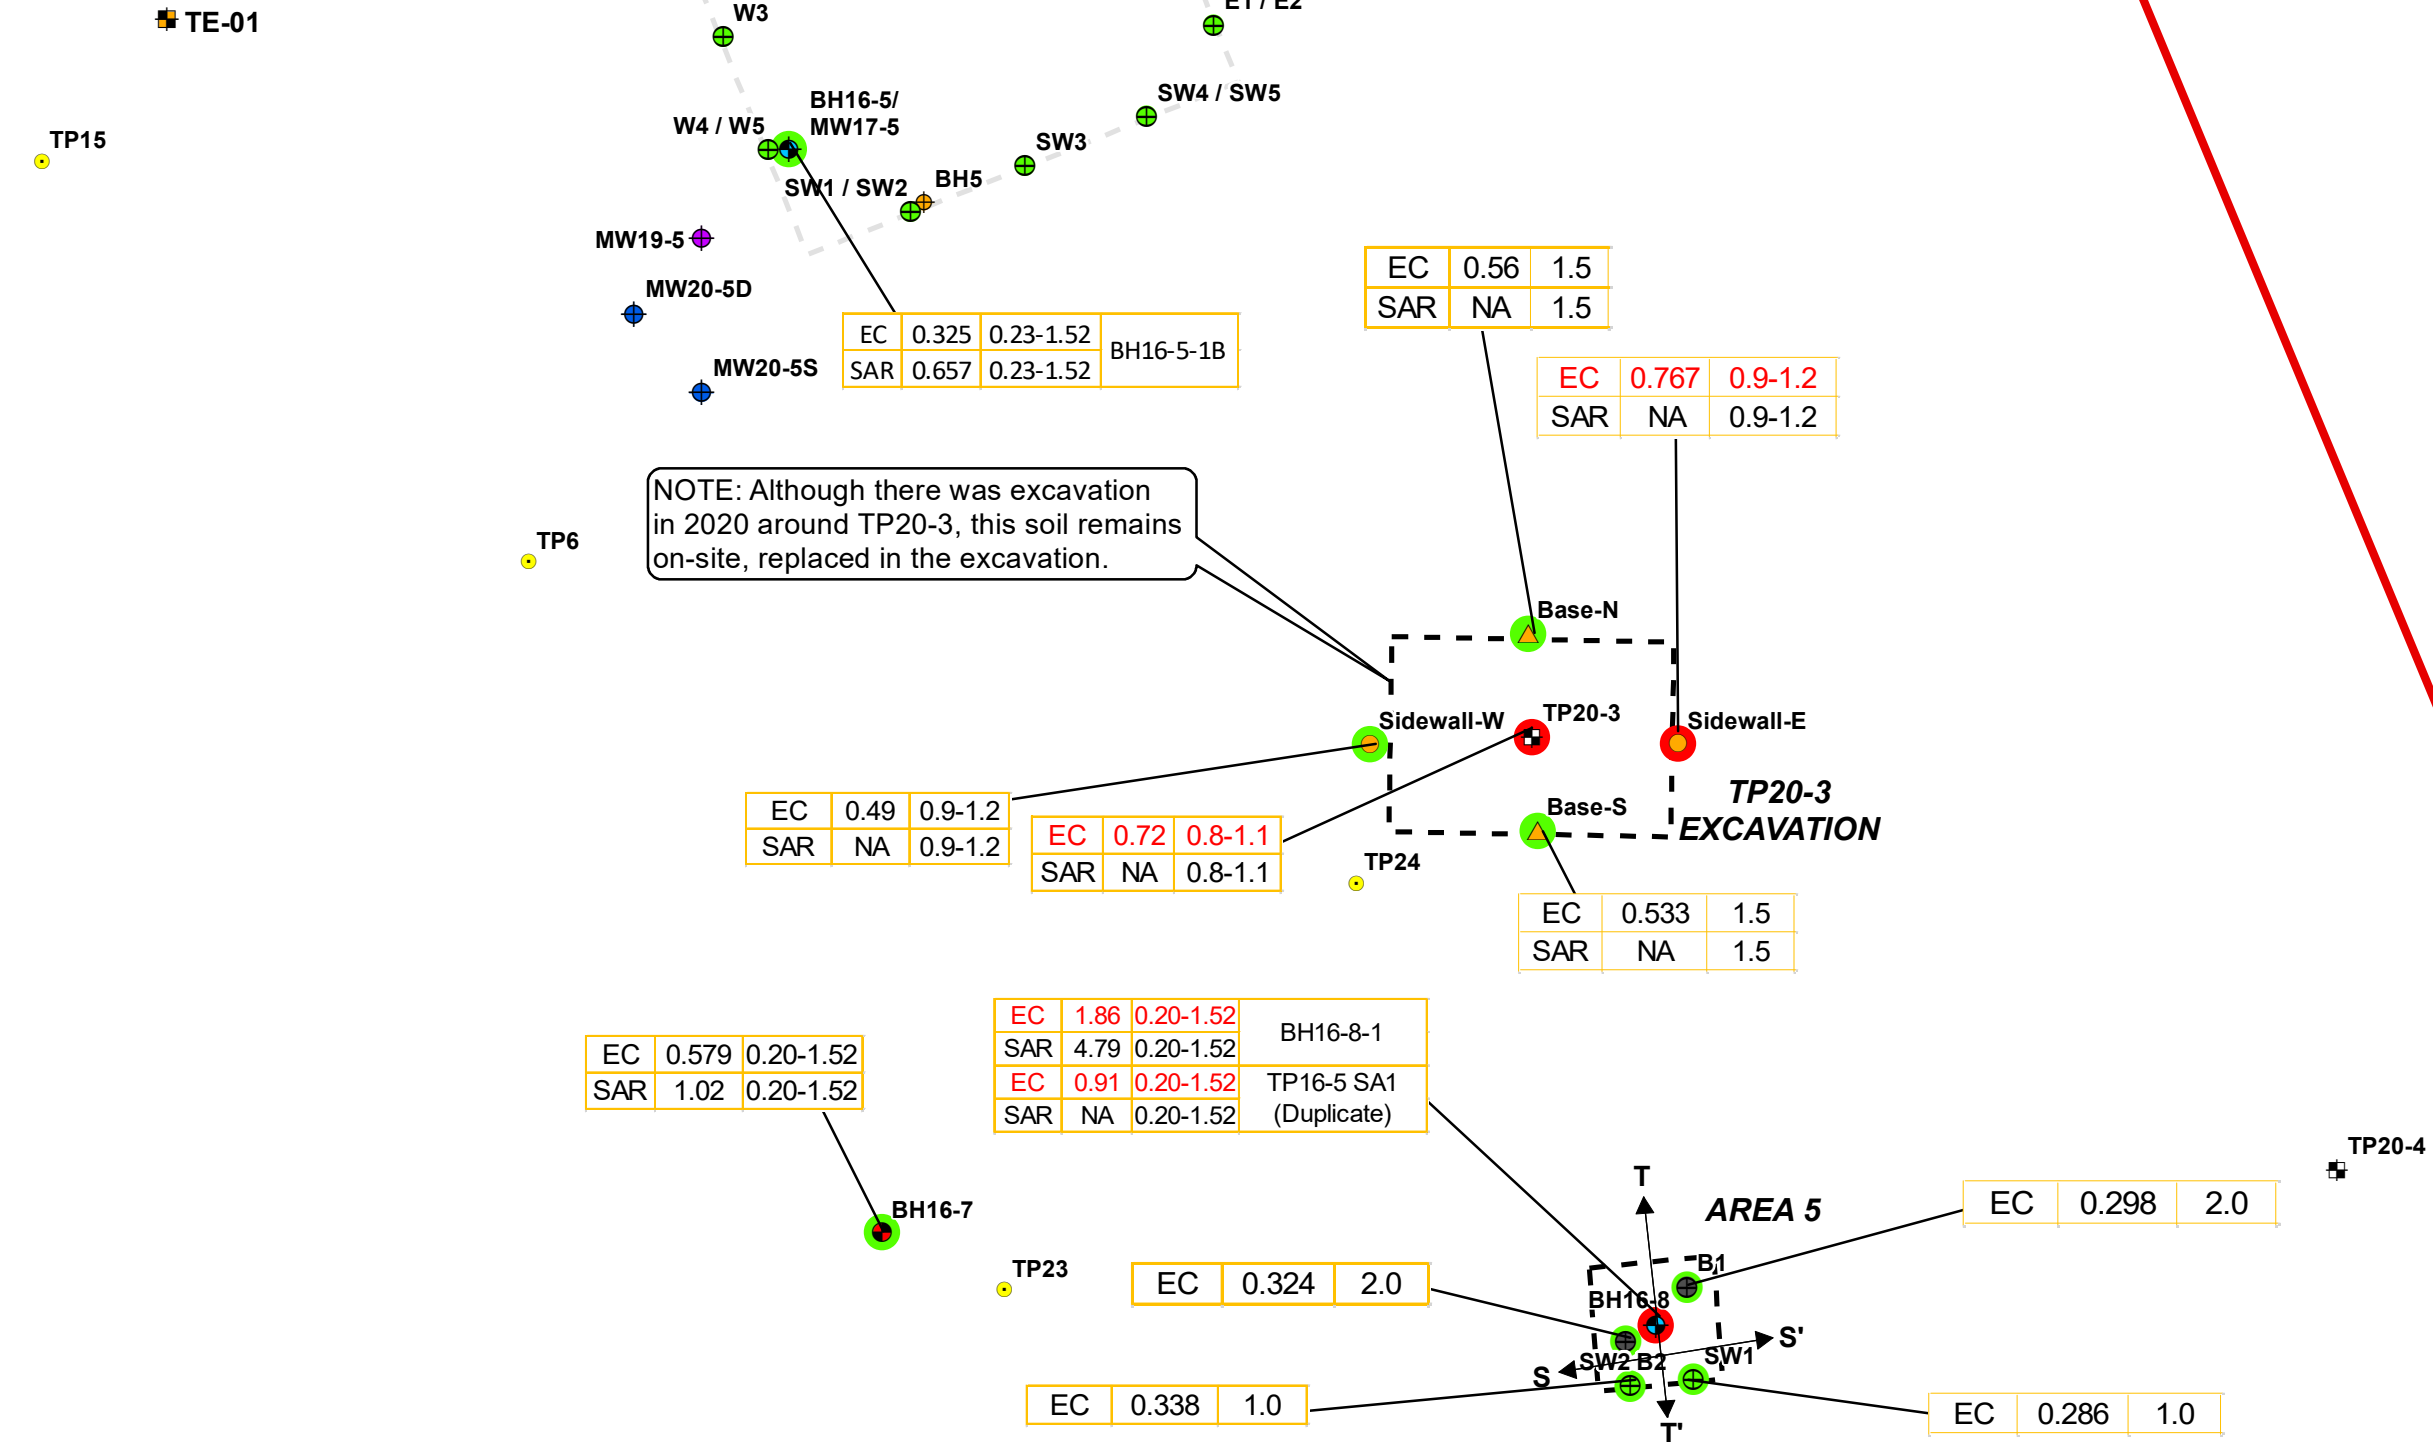 E1 / E2
W3
TE-01
SW4 / SW5
BH16-5/
MW17-5
W4 / W5
TP15
SW3
SW1 / SW2
BH5
MW19-5
MW20-5D
MW20-5S
EC 0.325 0.23-1.52 BH16-5-1B
SAR 0.657 0.23-1.52
EC 0.56 1.5
SAR NA 1.5
EC 0.767 0.9-1.2
SAR NA 0.9-1.2
NOTE: Although there was excavation
in 2020 around TP20-3, this soil remains
on-site, replaced in the excavation.
TP6
Base-N
Sidewall-W
TP20-3
Sidewall-E
TP20-3
EXCAVATION
Base-S
EC 0.49 0.9-1.2
SAR NA 0.9-1.2
EC 0.72 0.8-1.1
SAR NA 0.8-1.1
TP24
EC 0.533 1.5
SAR NA 1.5
EC 1.86 0.20-1.52 BH16-8-1
SAR 4.79 0.20-1.52
EC 0.91 0.20-1.52 TP16-5 SA1
SAR NA 0.20-1.52 (Duplicate)
EC 0.579 0.20-1.52
SAR 1.02 0.20-1.52
TP20-4
T
AREA 5
EC 0.298 2.0
BH16-7
TP23
B1
EC 0.324 2.0
BH16-8
S'
SW2 B2
SW1
S
EC 0.338 1.0
EC 0.286 1.0
T'